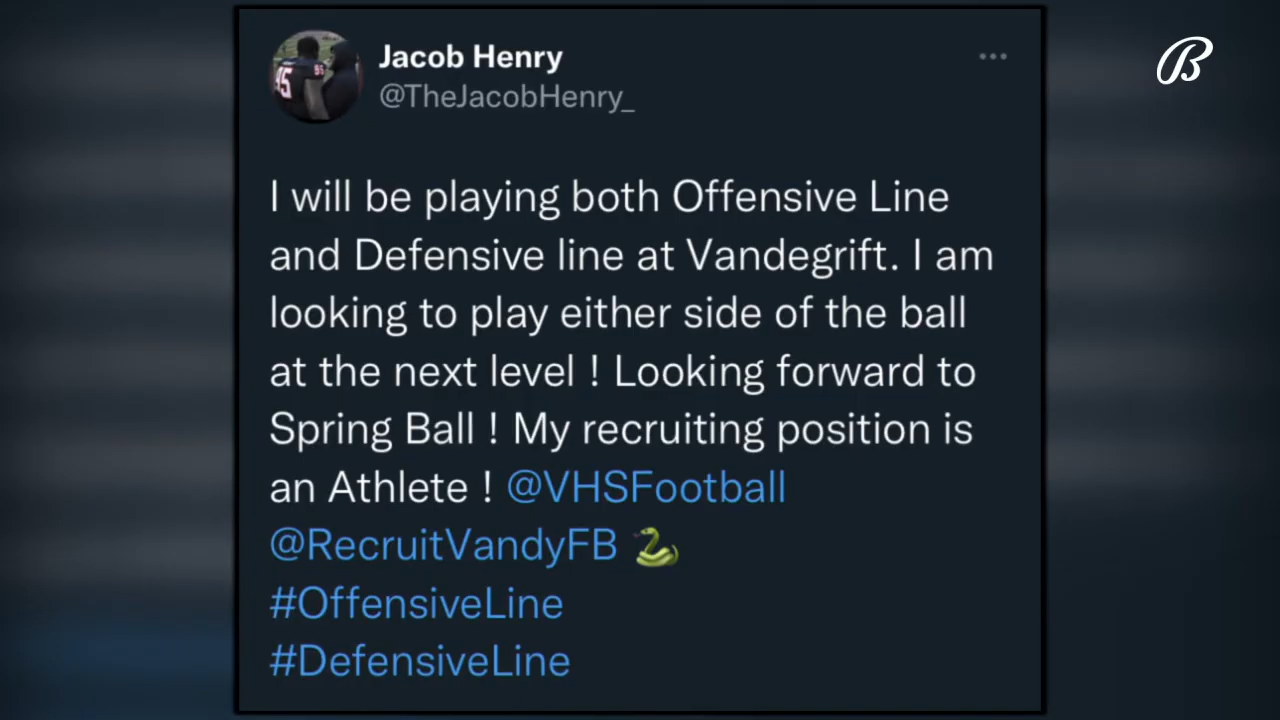 B
Jacob Henry
@TheJacobHenry_
I will be playing both Offensive Line
and Defensive line at Vandegrift. I am
looking to play either side of the ball
at the next level ! Looking forward to
Spring Ball ! My recruiting position is
an Athlete ! @VHSFootball
@RecruitVandyFB 🐍
#OffensiveLine
#DefensiveLine